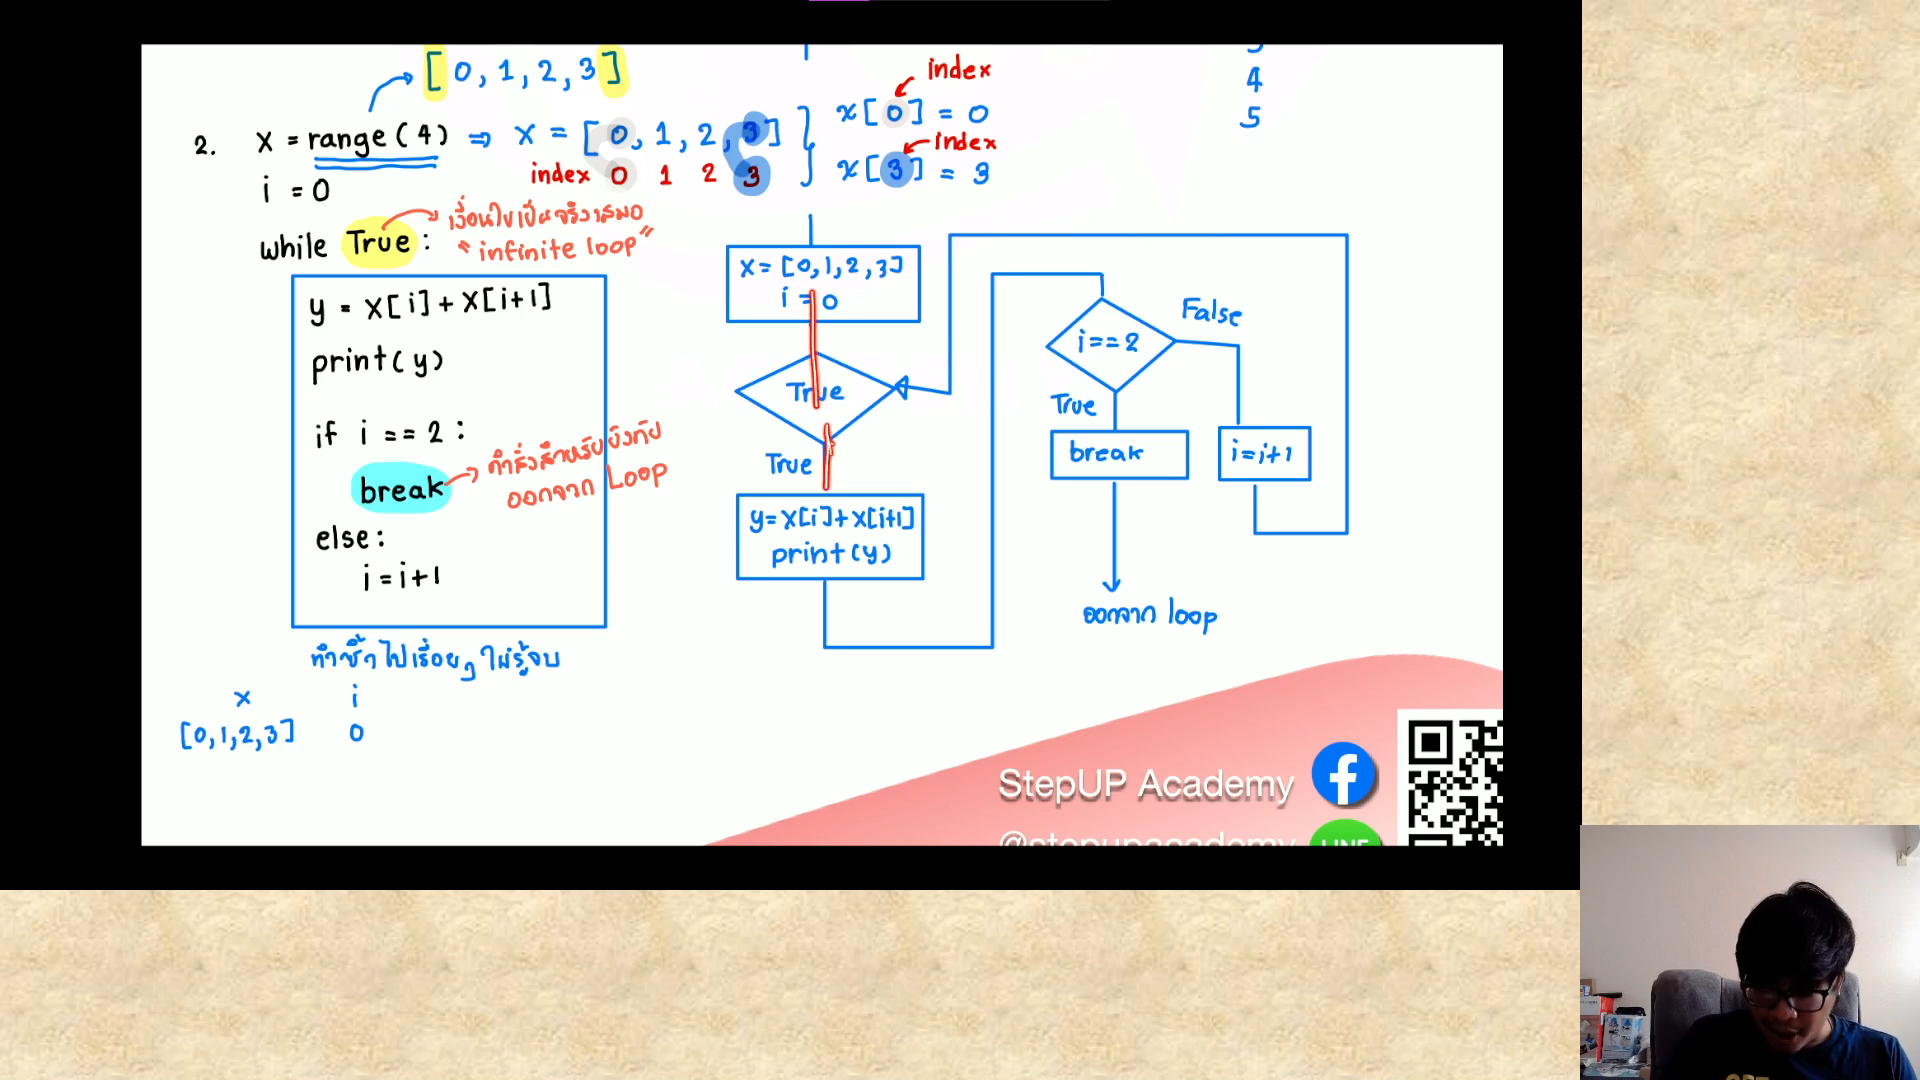 [0, 1, 2, 3]
2. x = range(4) ⇒ x = [0, 1, 2, 3]
index 0 1 2 3
i = 0
while True:
เงื่อนไขเป็นจริงเสมอ
"infinite loop"
y = x[i] + x[i+1]
print(y)
if i == 2:
break
คำสั่งสำหรับบังคับ
ออกจาก Loop
else:
i = i+1
ทำซ้ำไปเรื่อยๆ ไม่รู้จบ
x i
[0,1,2,3] 0
index
x[0] = 0
index
x[3] = 3
4
5
x = [0,1,2,3]
i = 0
True
True
y=x[i]+x[i+1]
print(y)
i==2
False
True
break
i=i+1
ออกจาก loop
StepUP Academy
@stepupacademy
LINE